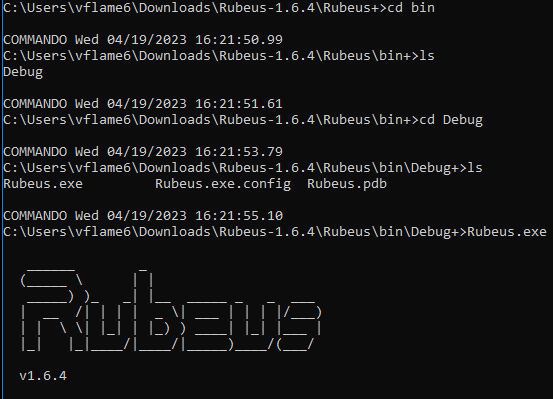 C:\Users\vflame6\Downloads\Rubeus-1.6.4\Rubeus+>cd bin
COMMANDO Wed 04/19/2023 16:21:50.99
C:\Users\vflame6\Downloads\Rubeus-1.6.4\Rubeus\bin+>ls
Debug
COMMANDO Wed 04/19/2023 16:21:51.61
C:\Users\vflame6\Downloads\Rubeus-1.6.4\Rubeus\bin+>cd Debug
COMMANDO Wed 04/19/2023 16:21:53.79
C:\Users\vflame6\Downloads\Rubeus-1.6.4\Rubeus\bin\Debug+>ls
Rubeus.exe Rubeus.exe.config Rubeus.pdb
COMMANDO Wed 04/19/2023 16:21:55.10
C:\Users\vflame6\Downloads\Rubeus-1.6.4\Rubeus\bin\Debug+>Rubeus.exe
Rubeus
v1.6.4